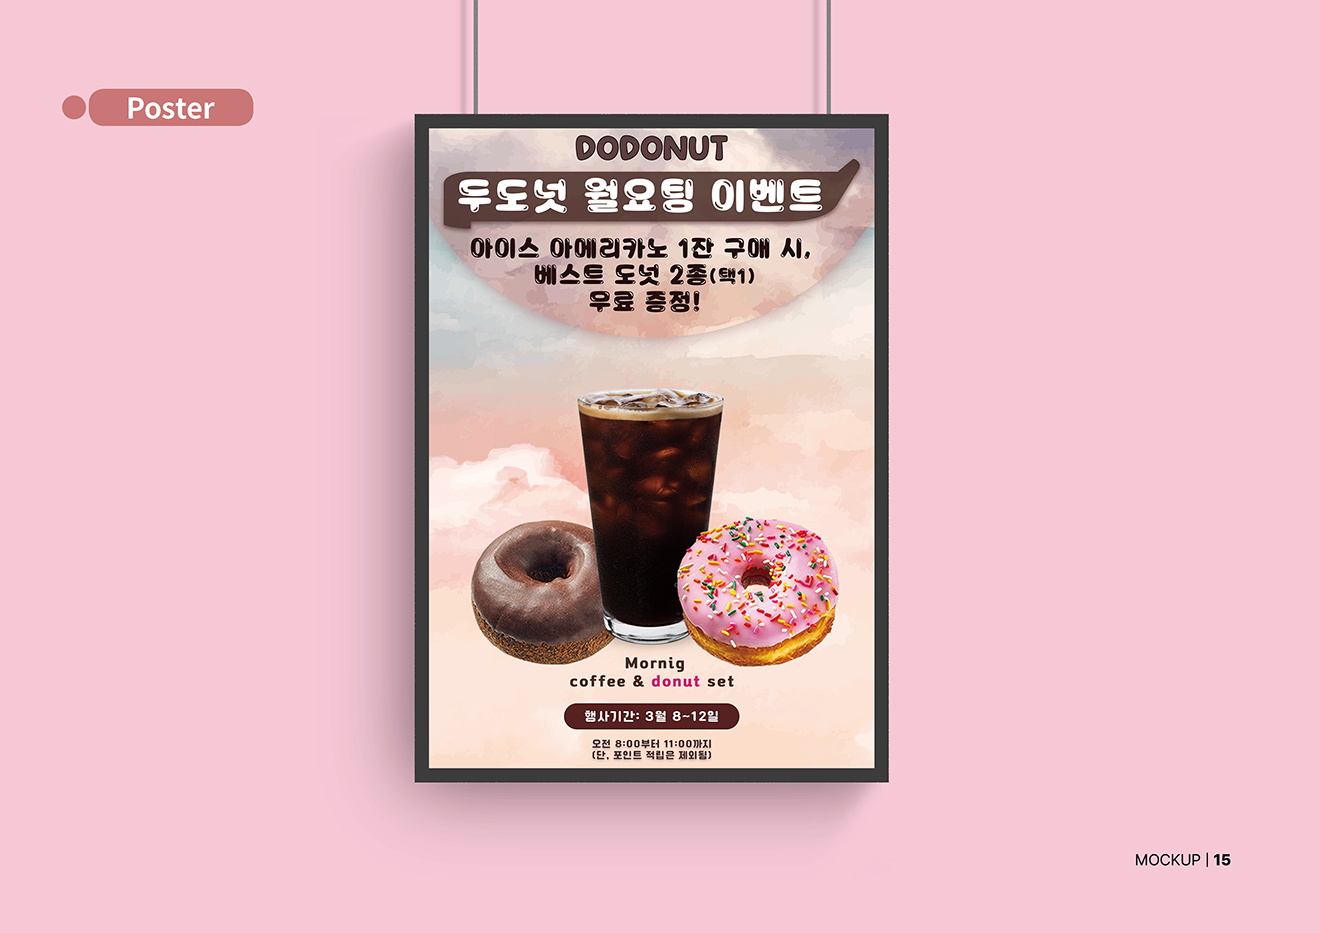 Poster
DODONUT
두도넛 월요팅 이벤트
아이스 아메리카노 1잔 구매 시,
베스트 도넛 2종(택1)
무료 증정!
Mornig
coffee & donut set
행사기간: 3월 8~12일
오전 8:00부터 11:00까지
(단, 포인트 적립은 제외됨)
MOCKUP | 15